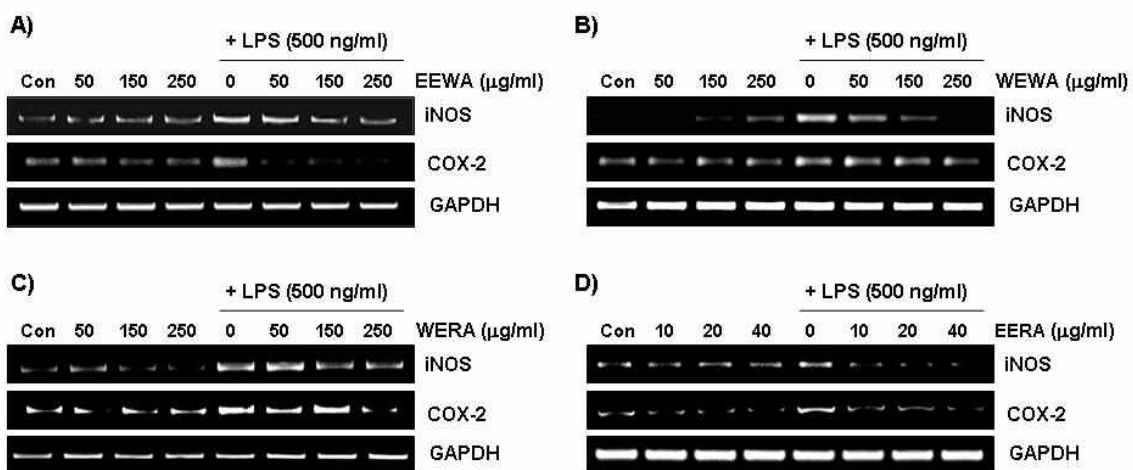 A)
+ LPS (500 ng/ml)
Con 50 150 250 0 50 150 250 EEWA (μg/ml)
iNOS
COX-2
GAPDH
B)
+ LPS (500 ng/ml)
Con 50 150 250 0 50 150 250 WEWA (μg/ml)
iNOS
COX-2
GAPDH
C)
+ LPS (500 ng/ml)
Con 50 150 250 0 50 150 250 WERA (μg/ml)
iNOS
COX-2
GAPDH
D)
+ LPS (500 ng/ml)
Con 10 20 40 0 10 20 40 EERA (μg/ml)
iNOS
COX-2
GAPDH